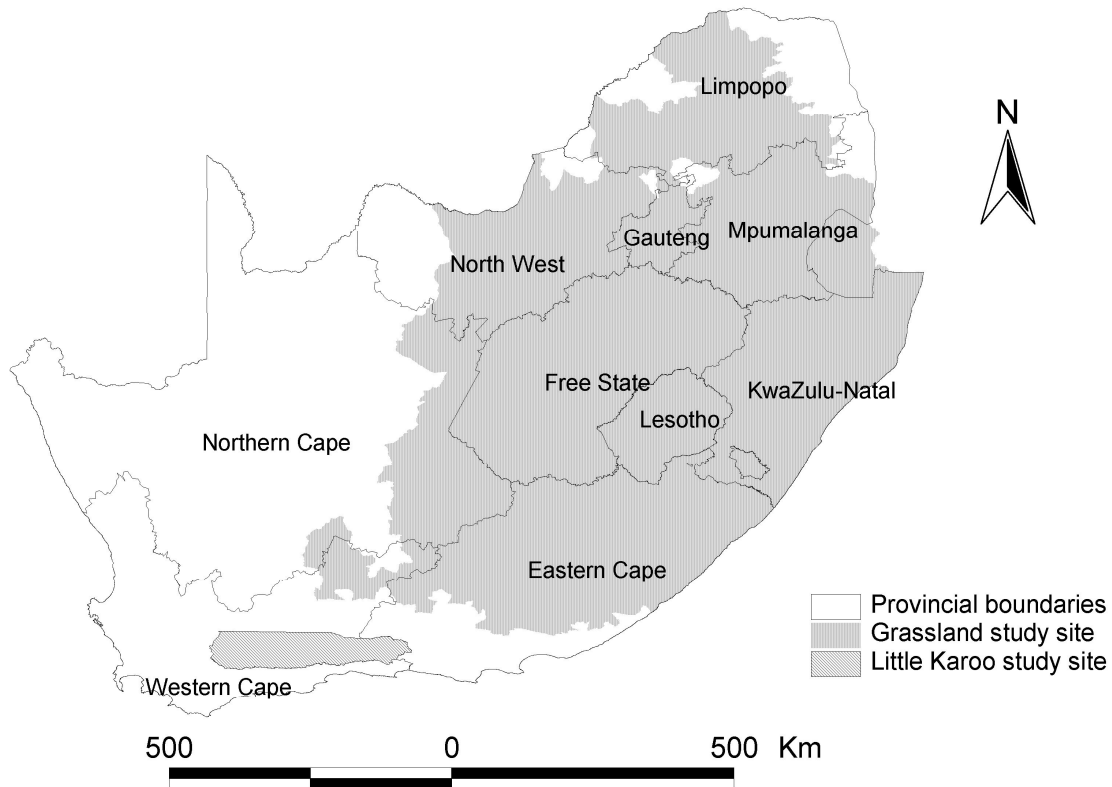 Limpopo
N
Gauteng
Mpumalanga
North West
Free State
KwaZulu-Natal
Lesotho
Northern Cape
Eastern Cape
Western Cape
Provincial boundaries
Grassland study site
Little Karoo study site
500 0 500 Km